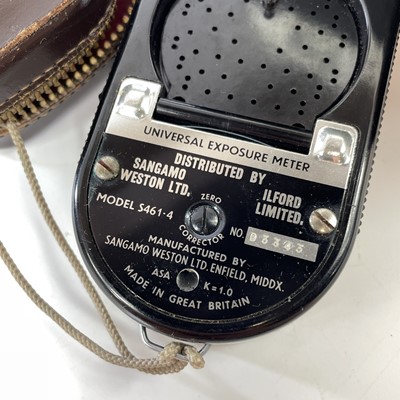 UNIVERSAL EXPOSURE METER
DISTRIBUTED BY
SANGAMO
WESTON LTD.
ILFORD
LIMITED.
MODEL S461-4
ZERO
CORRECTOR
NO. D3343
MANUFACTURED BY
SANGAMO WESTON LTD. ENFIELD, MIDDX.
ASA K=1.0
MADE IN GREAT BRITAIN